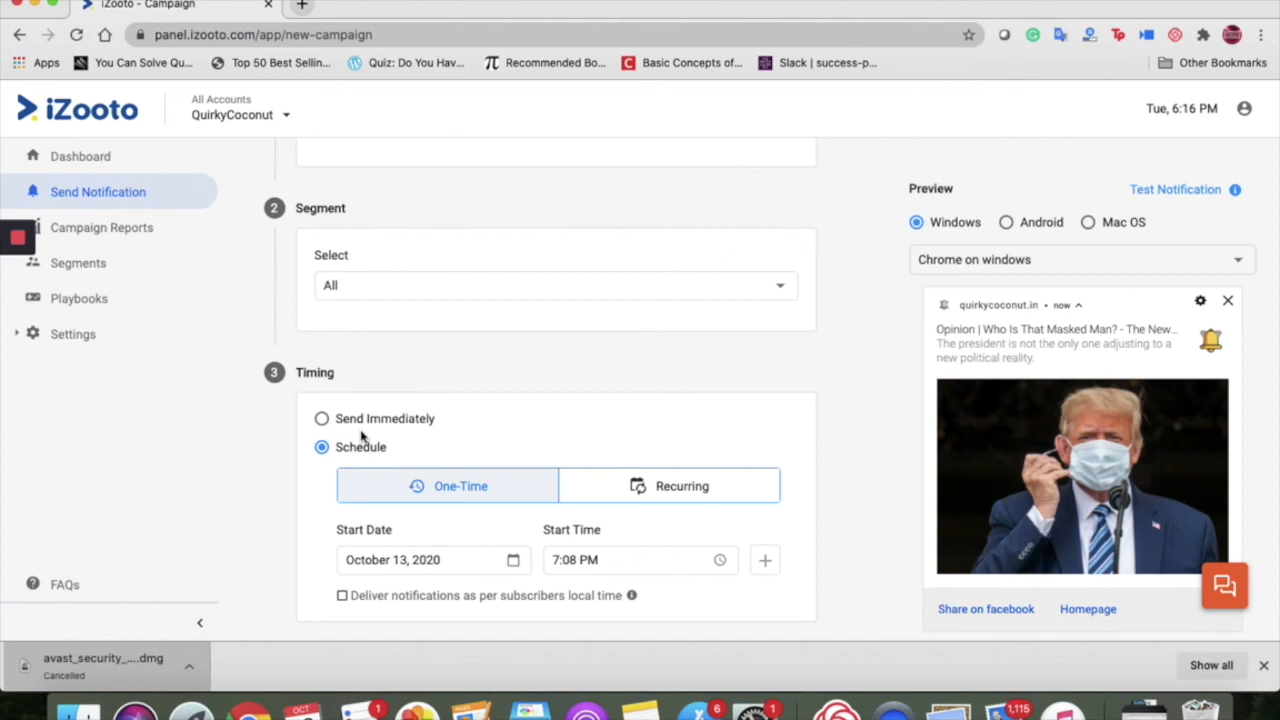 iZooto - Campaign
panel.izooto.com/app/new-campaign
Apps
You Can Solve Qu...
Top 50 Best Sellin...
Quiz: Do You Hav...
Recommended Bo...
Basic Concepts of...
Slack | success-p...
Other Bookmarks
iZooto
All Accounts
QuirkyCoconut
Tue, 6:16 PM
Dashboard
Send Notification
Campaign Reports
Segments
Playbooks
Settings
FAQs
2 Segment
Select
All
3 Timing
Send Immediately
Schedule
One-Time
Recurring
Start Date
Start Time
October 13, 2020
7:08 PM
Deliver notifications as per subscribers local time
Preview
Test Notification
Windows
Android
Mac OS
Chrome on windows
quirkycoconut.in • now
Opinion | Who Is That Masked Man? - The New...
The president is not the only one adjusting to a
new political reality.
Share on facebook
Homepage
avast_security_....dmg
Cancelled
Show all
OCT
1
6
1
1,115